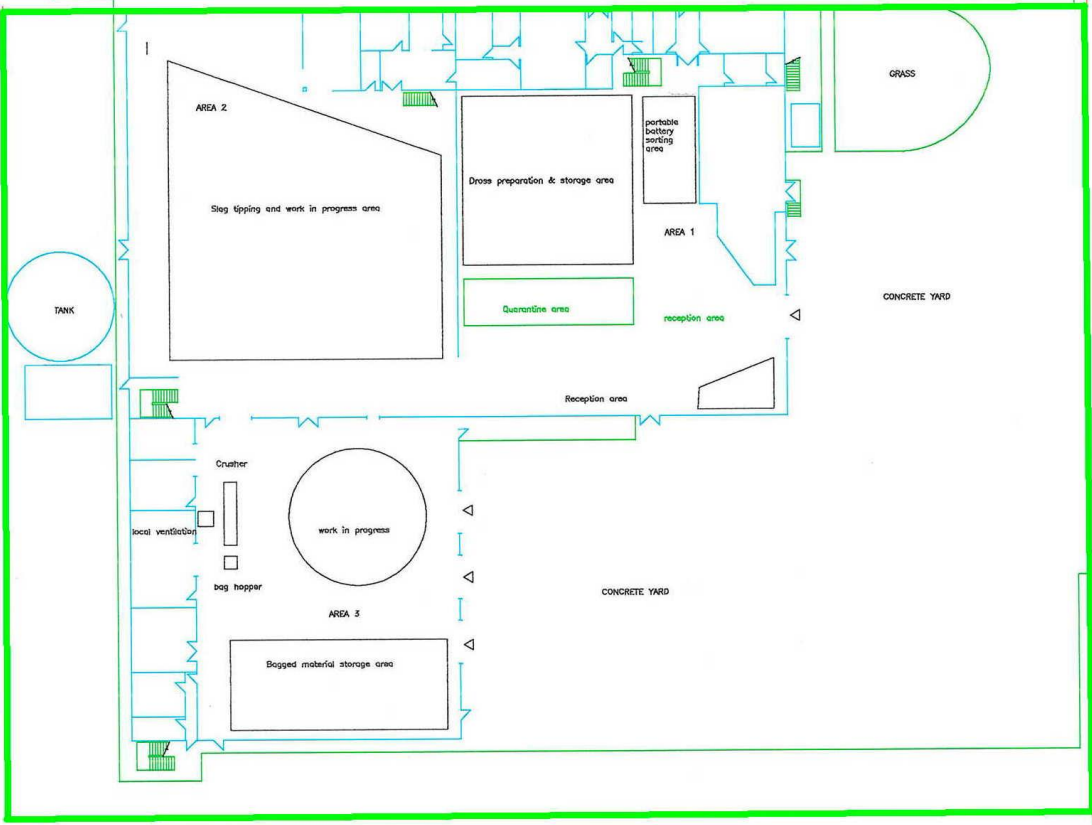 GRASS
AREA 2
portable
battery
sorting
area
Dross preparation & storage area
Slag tipping and work in progress area
AREA 1
CONCRETE YARD
TANK
Quarantine area
reception area
Reception area
Crusher
work in progress
local ventilation
bag hopper
CONCRETE YARD
AREA 3
Bagged material storage area